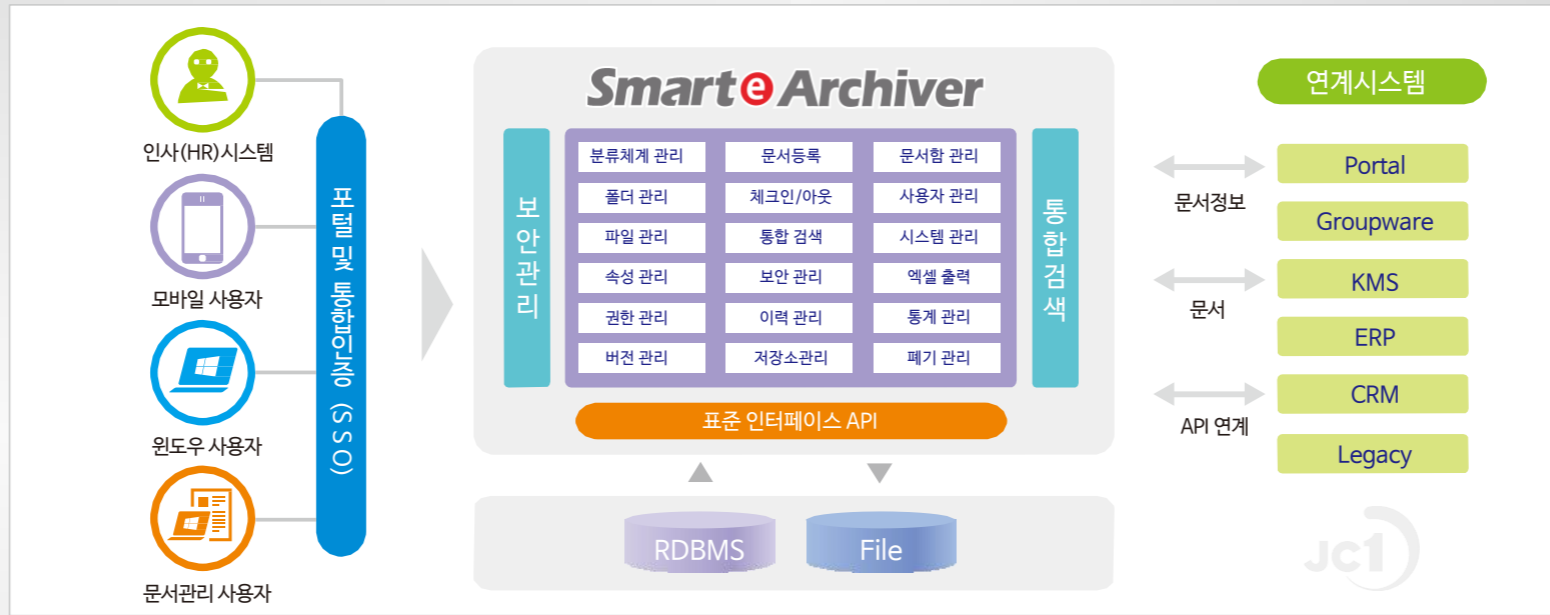 인사(HR)시스템
모바일 사용자
윈도우 사용자
문서관리 사용자
포털 및 통합인증 (SSO)
Smart e Archiver
보안관리
분류체계 관리
문서등록
문서함 관리
폴더 관리
체크인/아웃
사용자 관리
파일 관리
통합 검색
시스템 관리
속성 관리
보안 관리
엑셀 출력
권한 관리
이력 관리
통계 관리
버전 관리
저장소관리
폐기 관리
통합검색
표준 인터페이스 API
RDBMS
File
연계시스템
문서정보
문서
API 연계
Portal
Groupware
KMS
ERP
CRM
Legacy
JC1